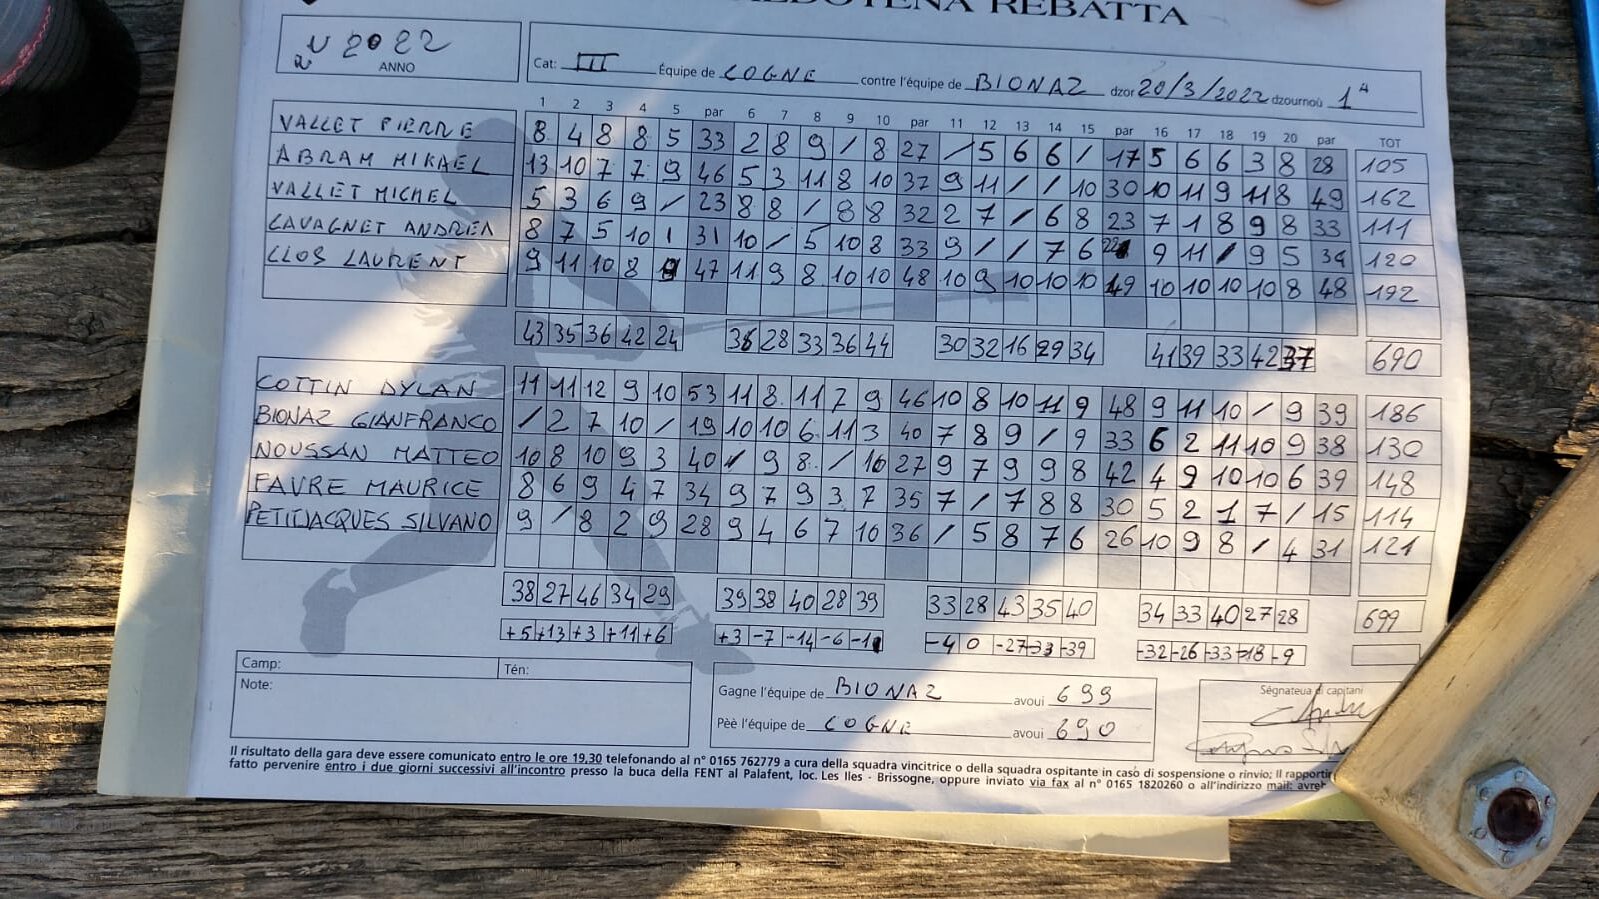 REBATTA
2022
ANNO
Cat: III Équipe de COGNE contre l'équipe de BIONAZ dzor 20/3/2022 dzournoù 1ª
1 2 3 4 5 par 6 7 8 9 10 par 11 12 13 14 15 par 16 17 18 19 20 par TOT
VALLET PIERRE 8 4 8 8 5 33 2 8 9 / 8 27 / 5 6 6 / 17 5 6 6 3 8 28 105
ABRAM MIKAEL 13 10 7 7 9 46 5 3 11 8 10 37 9 11 / / 10 30 10 11 9 11 8 49 162
VALLET MICHEL 5 3 6 9 / 23 8 8 / 8 8 32 2 7 / 6 8 23 7 1 8 9 8 33 111
LAVAGNET ANDREA 8 7 5 10 1 31 10 / 5 10 8 33 9 / / 7 6 22 9 11 / 9 5 34 120
CLOS LAURENT 9 11 10 8 9 47 11 9 8 10 10 48 10 9 10 10 10 49 10 10 10 10 8 48 192
43 35 36 42 24 36 28 33 36 44 30 32 16 29 34 41 39 33 42 37 690
COTTIN DYLAN 11 11 12 9 10 53 11 8 11 7 9 46 10 8 10 11 9 48 9 11 10 / 9 39 186
BIONAZ GIANFRANCO / 2 7 10 / 19 10 10 6 11 3 40 7 8 9 / 9 33 6 2 11 10 9 38 130
NOUSSAN MATTEO 10 8 10 9 3 40 / 9 8 / 10 27 9 7 9 9 8 42 4 9 10 10 6 39 148
FAVRE MAURICE 8 6 9 4 7 34 9 7 9 3 7 35 7 / 7 8 8 30 5 2 1 7 / 15 114
PETITJACQUES SILVANO 9 / 8 2 9 28 9 4 6 7 10 36 / 5 8 7 6 26 10 9 8 / 4 31 121
38 27 46 34 29 39 38 40 28 39 33 28 43 35 40 34 33 40 27 28 699
+5 +13 +3 +11 +6 +3 -7 -14 -6 -1 -4 0 -27 -33 -39 -32 -26 -33 -18 -9
Camp: Tén:
Note:
Gagne l'équipe de BIONAZ avoui 699
Pèè l'équipe de COGNE avoui 690
Ségnateua di capitani
Il risultato della gara deve essere comunicato entro le ore 19,30 telefonando al n° 0165 762779 a cura della squadra vincitrice o della squadra ospitante in caso di sospensione o rinvio; Il rapporti
fatto pervenire entro i due giorni successivi all'incontro presso la buca della FENT al Palafent, loc. Les Iles - Brissogne, oppure inviato via fax al n° 0165 1820260 o all'indirizzo mail: avre